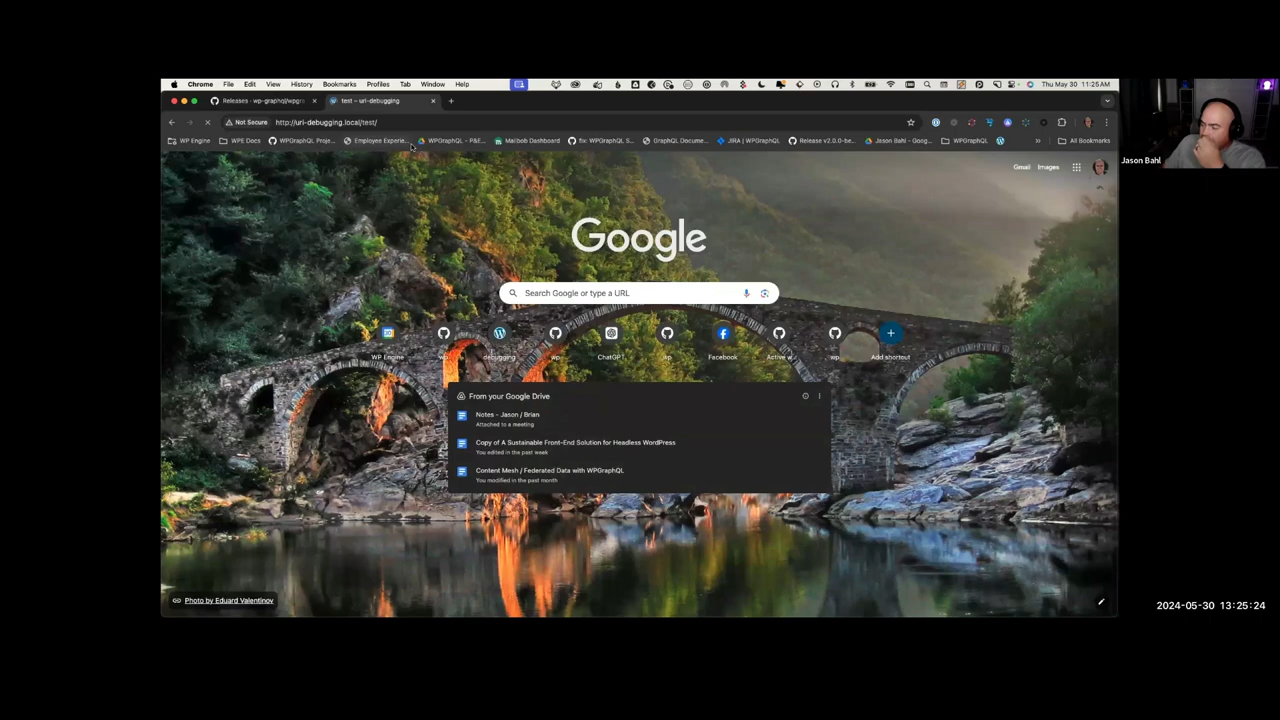 Chrome File Edit View History Bookmarks Profiles Tab Window Help Thu May 30 11:25 AM
Releases · wp-graphql/wpgra test – uri-debugging
Not Secure http://uri-debugging.local/test/
WP Engine WPE Docs WPGraphQL Proje... Employee Experie... WPGraphQL – P&E... Mailbob Dashboard fix: WPGraphQL S... GraphQL Docume... JIRA | WPGraphQL Release v2.0.0-be... Jason Bahl - Goog... WPGraphQL » All Bookmarks
Jason Bahl
Gmail Images
Google
Search Google or type a URL
WP Engine wp debugging wp ChatGPT wp Facebook Active w... wp Add shortcut
From your Google Drive
Notes - Jason / Brian
Attached to a meeting
Copy of A Sustainable Front-End Solution for Headless WordPress
You edited in the past week
Content Mesh / Federated Data with WPGraphQL
You modified in the past month
Photo by Eduard Valentinov
2024-05-30 13:25:24